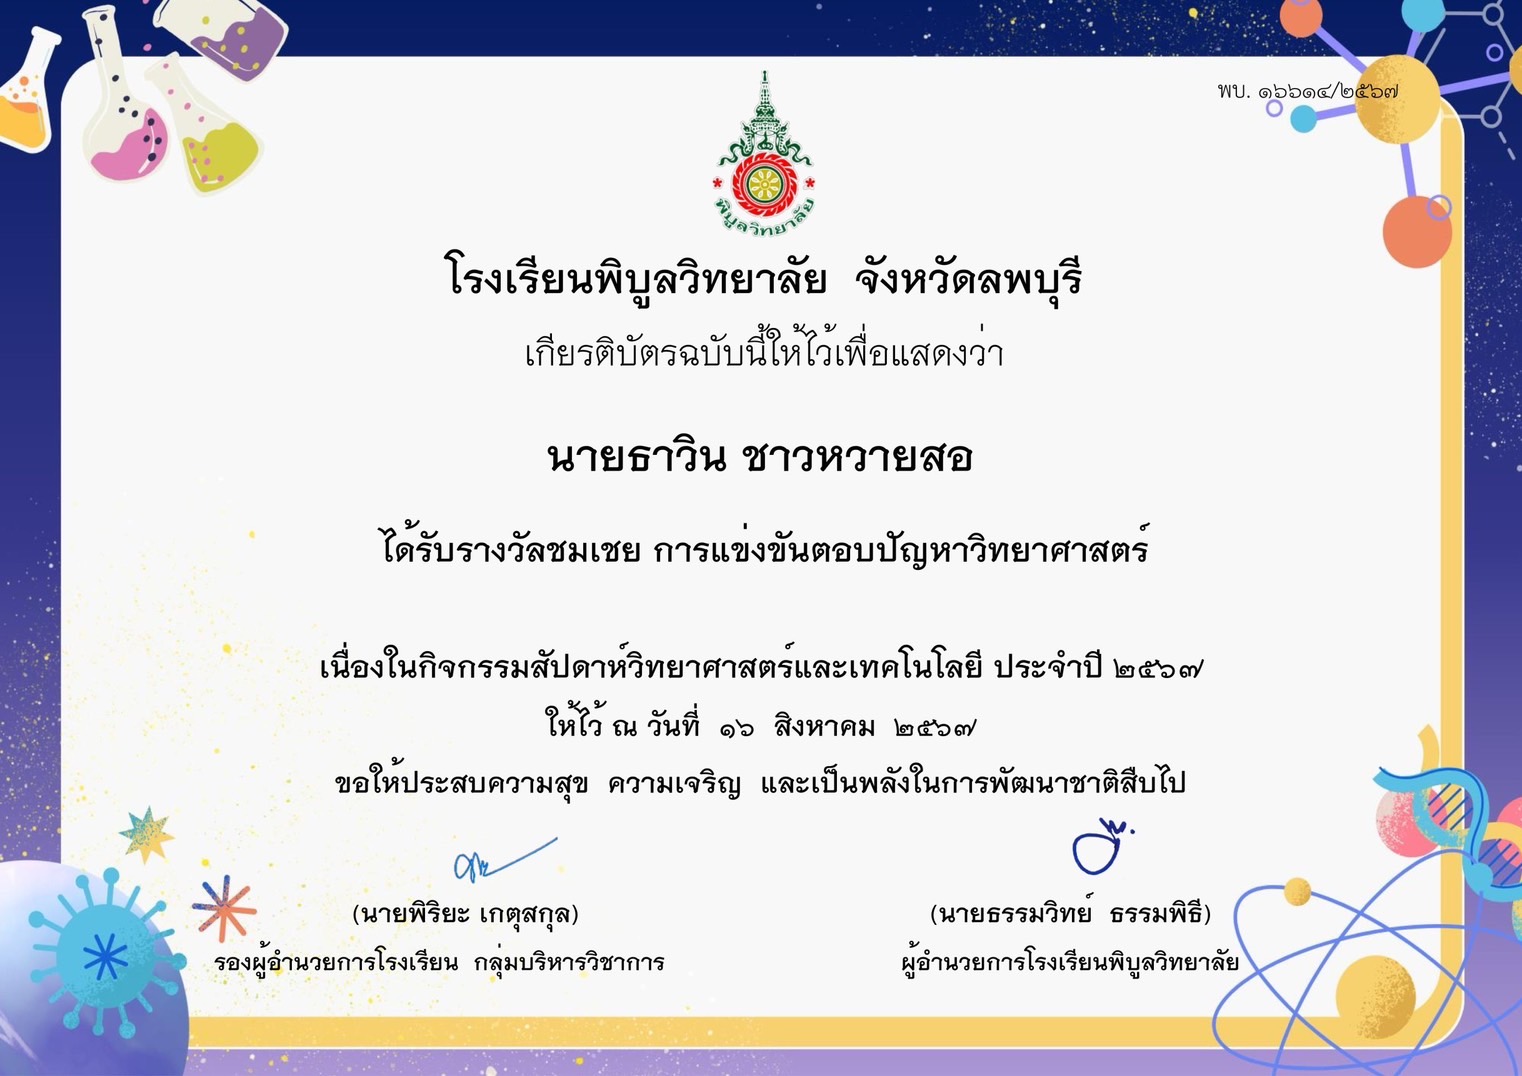 พบ. ๑๖๖๑๔/๒๕๖๗
พิบูลวิทยาลัย
โรงเรียนพิบูลวิทยาลัย จังหวัดลพบุรี
เกียรติบัตรฉบับนี้ให้ไว้เพื่อแสดงว่า
นายธาวิน ชาวหวายสอ
ได้รับรางวัลชมเชย การแข่งขันตอบปัญหาวิทยาศาสตร์
เนื่องในกิจกรรมสัปดาห์วิทยาศาสตร์และเทคโนโลยี ประจำปี ๒๕๖๗
ให้ไว้ ณ วันที่ ๑๖ สิงหาคม ๒๕๖๗
ขอให้ประสบความสุข ความเจริญ และเป็นพลังในการพัฒนาชาติสืบไป
(นายพิริยะ เกตุสกุล)
รองผู้อำนวยการโรงเรียน กลุ่มบริหารวิชาการ
(นายธรรมวิทย์ ธรรมพิธี)
ผู้อำนวยการโรงเรียนพิบูลวิทยาลัย